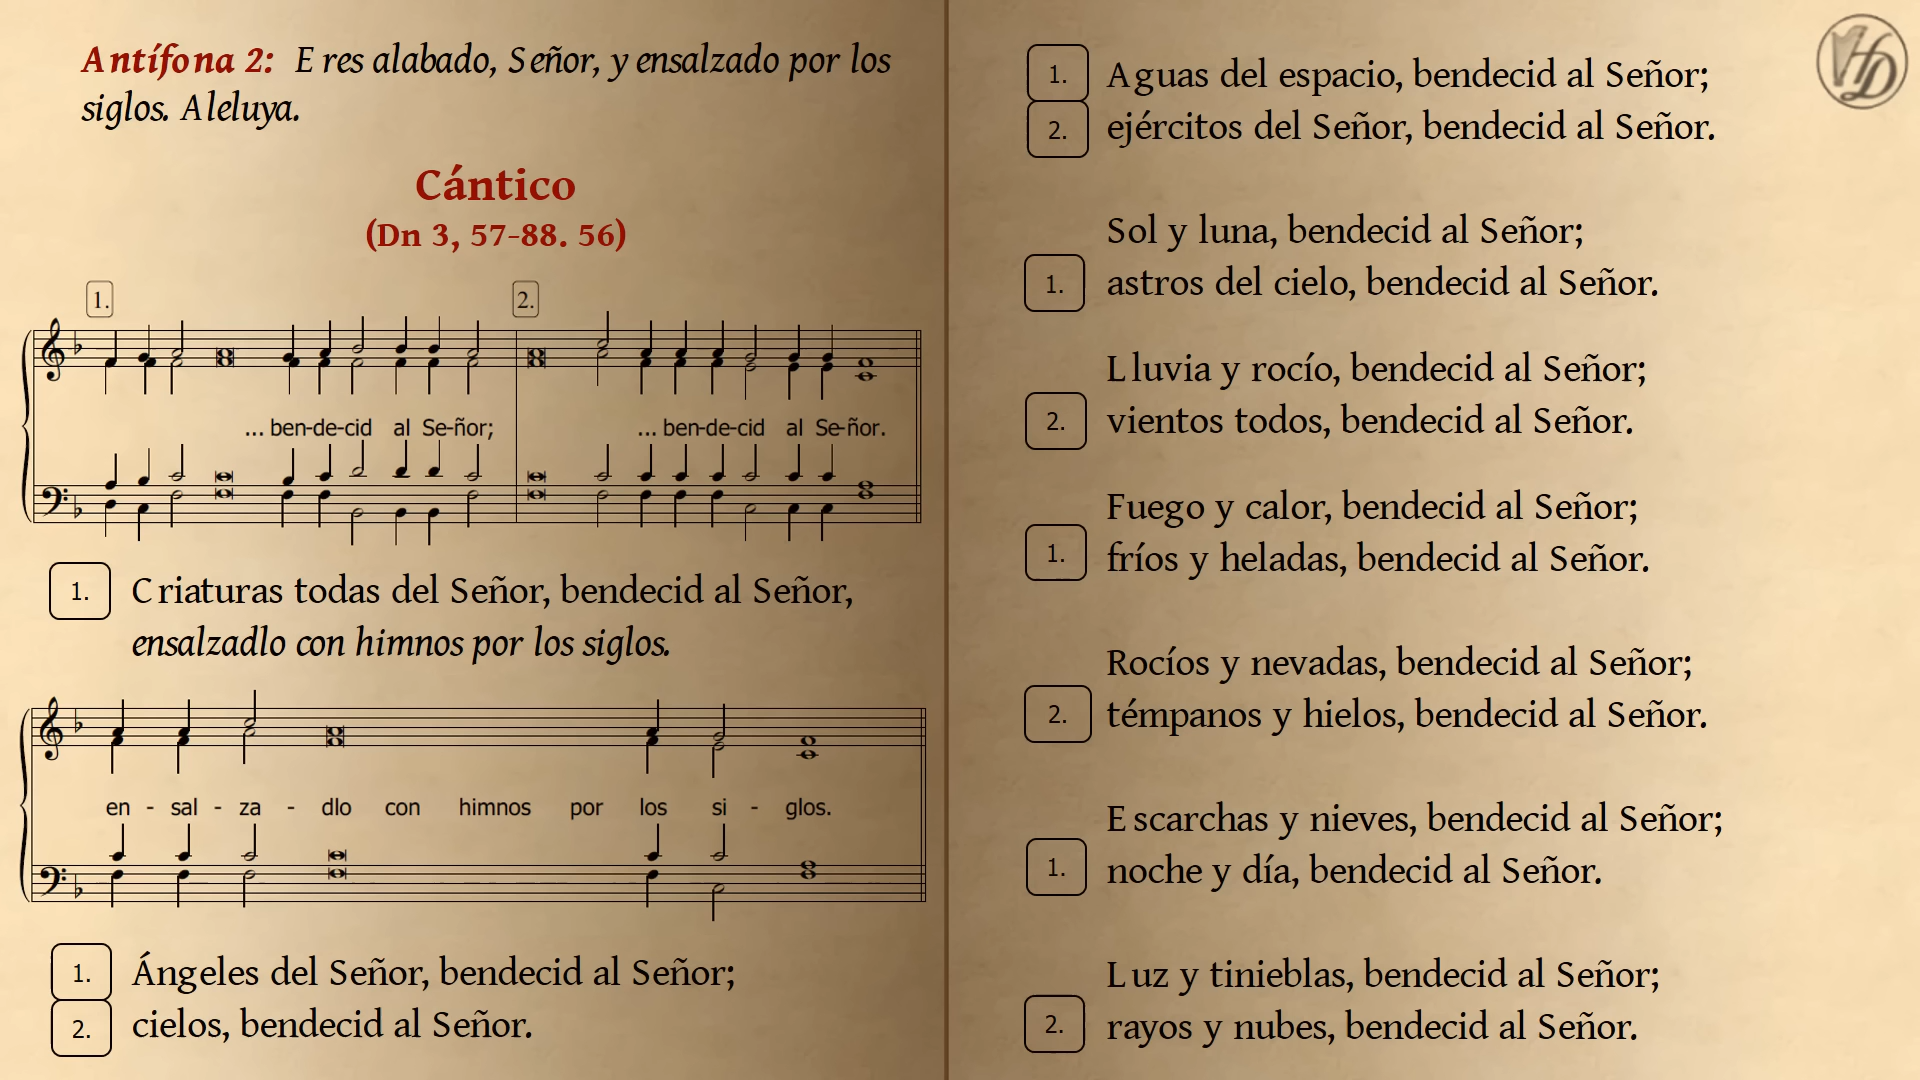 Antífona 2: Eres alabado, Señor, y ensalzado por los
siglos. Aleluya.
Cántico
(Dn 3, 57-88. 56)
1. 2.
... ben-de-cid al Se-ñor; ... ben-de-cid al Se-ñor.
1. Criaturas todas del Señor, bendecid al Señor,
ensalzadlo con himnos por los siglos.
en - sal - za - dlo con himnos por los si - glos.
1. Ángeles del Señor, bendecid al Señor;
2. cielos, bendecid al Señor.
1. Aguas del espacio, bendecid al Señor;
2. ejércitos del Señor, bendecid al Señor.
Sol y luna, bendecid al Señor;
1. astros del cielo, bendecid al Señor.
Lluvia y rocío, bendecid al Señor;
2. vientos todos, bendecid al Señor.
Fuego y calor, bendecid al Señor;
1. fríos y heladas, bendecid al Señor.
Rocíos y nevadas, bendecid al Señor;
2. témpanos y hielos, bendecid al Señor.
Escarchas y nieves, bendecid al Señor;
1. noche y día, bendecid al Señor.
Luz y tinieblas, bendecid al Señor;
2. rayos y nubes, bendecid al Señor.
HD